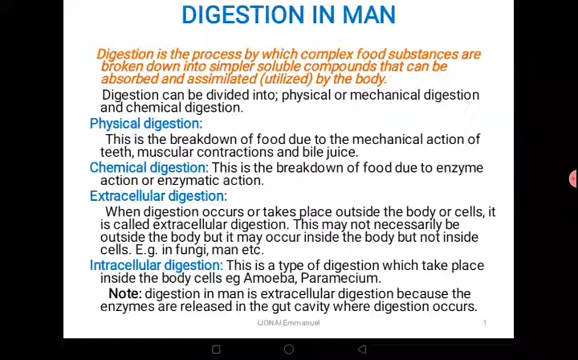 DIGESTION IN MAN
Digestion is the process by which complex food substances are
broken down into simpler soluble compounds that can be
absorbed and assimilated (utilized) by the body.
Digestion can be divided into; physical or mechanical digestion
and chemical digestion.
Physical digestion:
This is the breakdown of food due to the mechanical action of
teeth, muscular contractions and bile juice.
Chemical digestion: This is the breakdown of food due to enzyme
action or enzymatic action.
Extracellular digestion:
When digestion occurs or takes place outside the body or cells, it
is called extracellular digestion. This may not necessarily be
outside the body but it may occur inside the body but not inside
cells. E.g. in fungi, man etc.
Intracellular digestion: This is a type of digestion which take place
inside the body cells eg Amoeba, Paramecium.
Note: digestion in man is extracellular digestion because the
enzymes are released in the gut cavity where digestion occurs.
Emmanuel
1